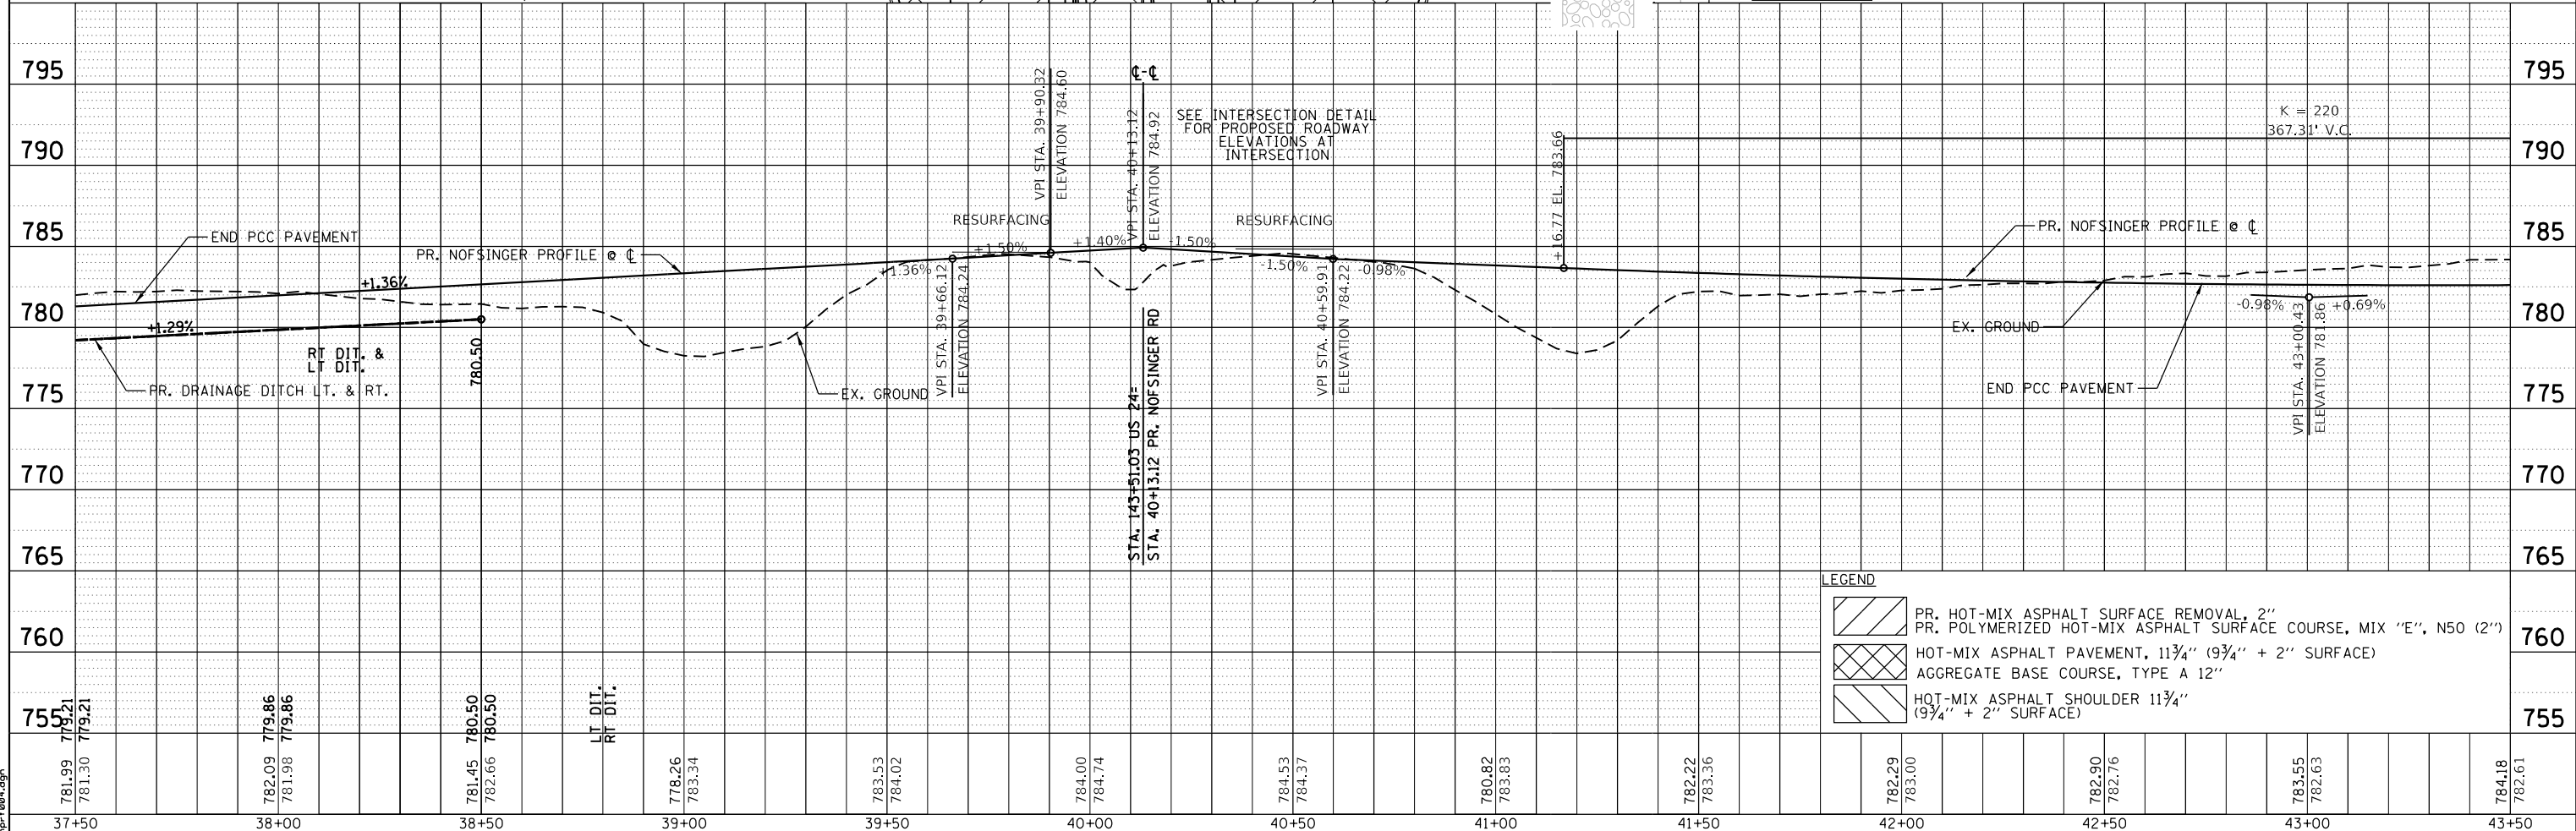 795
795
790
790
785
785
780
780
775
775
770
770
765
765
760
760
755
755
END PCC PAVEMENT
PR. NOFSINGER PROFILE @ ℄
+1.36%
+1.29%
RT DIT. &
LT DIT.
PR. DRAINAGE DITCH LT. & RT.
780.50
EX. GROUND
+1.36%
RESURFACING
+1.50%
VPI STA. 39+66.12
ELEVATION 784.24
VPI STA. 39+90.32
ELEVATION 784.60
+1.40%
℄-℄
VPI STA. 40+13.12
ELEVATION 784.92
-1.50%
STA. 143+51.03 US 24=
STA. 40+13.12 PR. NOFSINGER RD
SEE INTERSECTION DETAIL
FOR PROPOSED ROADWAY
ELEVATIONS AT
INTERSECTION
RESURFACING
-1.50%
VPI STA. 40+59.91
ELEVATION 784.22
-0.98%
+16.77 EL. 783.66
K = 220
367.31' V.C.
PR. NOFSINGER PROFILE @ ℄
EX. GROUND
END PCC PAVEMENT
-0.98%
+0.69%
VPI STA. 43+00.43
ELEVATION 781.86
LEGEND
PR. HOT-MIX ASPHALT SURFACE REMOVAL, 2"
PR. POLYMERIZED HOT-MIX ASPHALT SURFACE COURSE, MIX "E", N50 (2")
HOT-MIX ASPHALT PAVEMENT, 11¾" (9¾" + 2" SURFACE)
AGGREGATE BASE COURSE, TYPE A 12"
HOT-MIX ASPHALT SHOULDER 11¾"
(9¾" + 2" SURFACE)
779.21
779.21
779.86
779.86
780.50
780.50
LT DIT.
RT DIT.
781.99
781.30
782.09
781.98
781.45
782.66
778.26
783.34
783.53
784.02
784.00
784.74
784.53
784.37
780.82
783.83
782.22
783.36
782.29
783.00
782.90
782.76
783.55
782.63
784.18
782.61
37+50
38+00
38+50
39+00
39+50
40+00
40+50
41+00
41+50
42+00
42+50
43+00
43+50